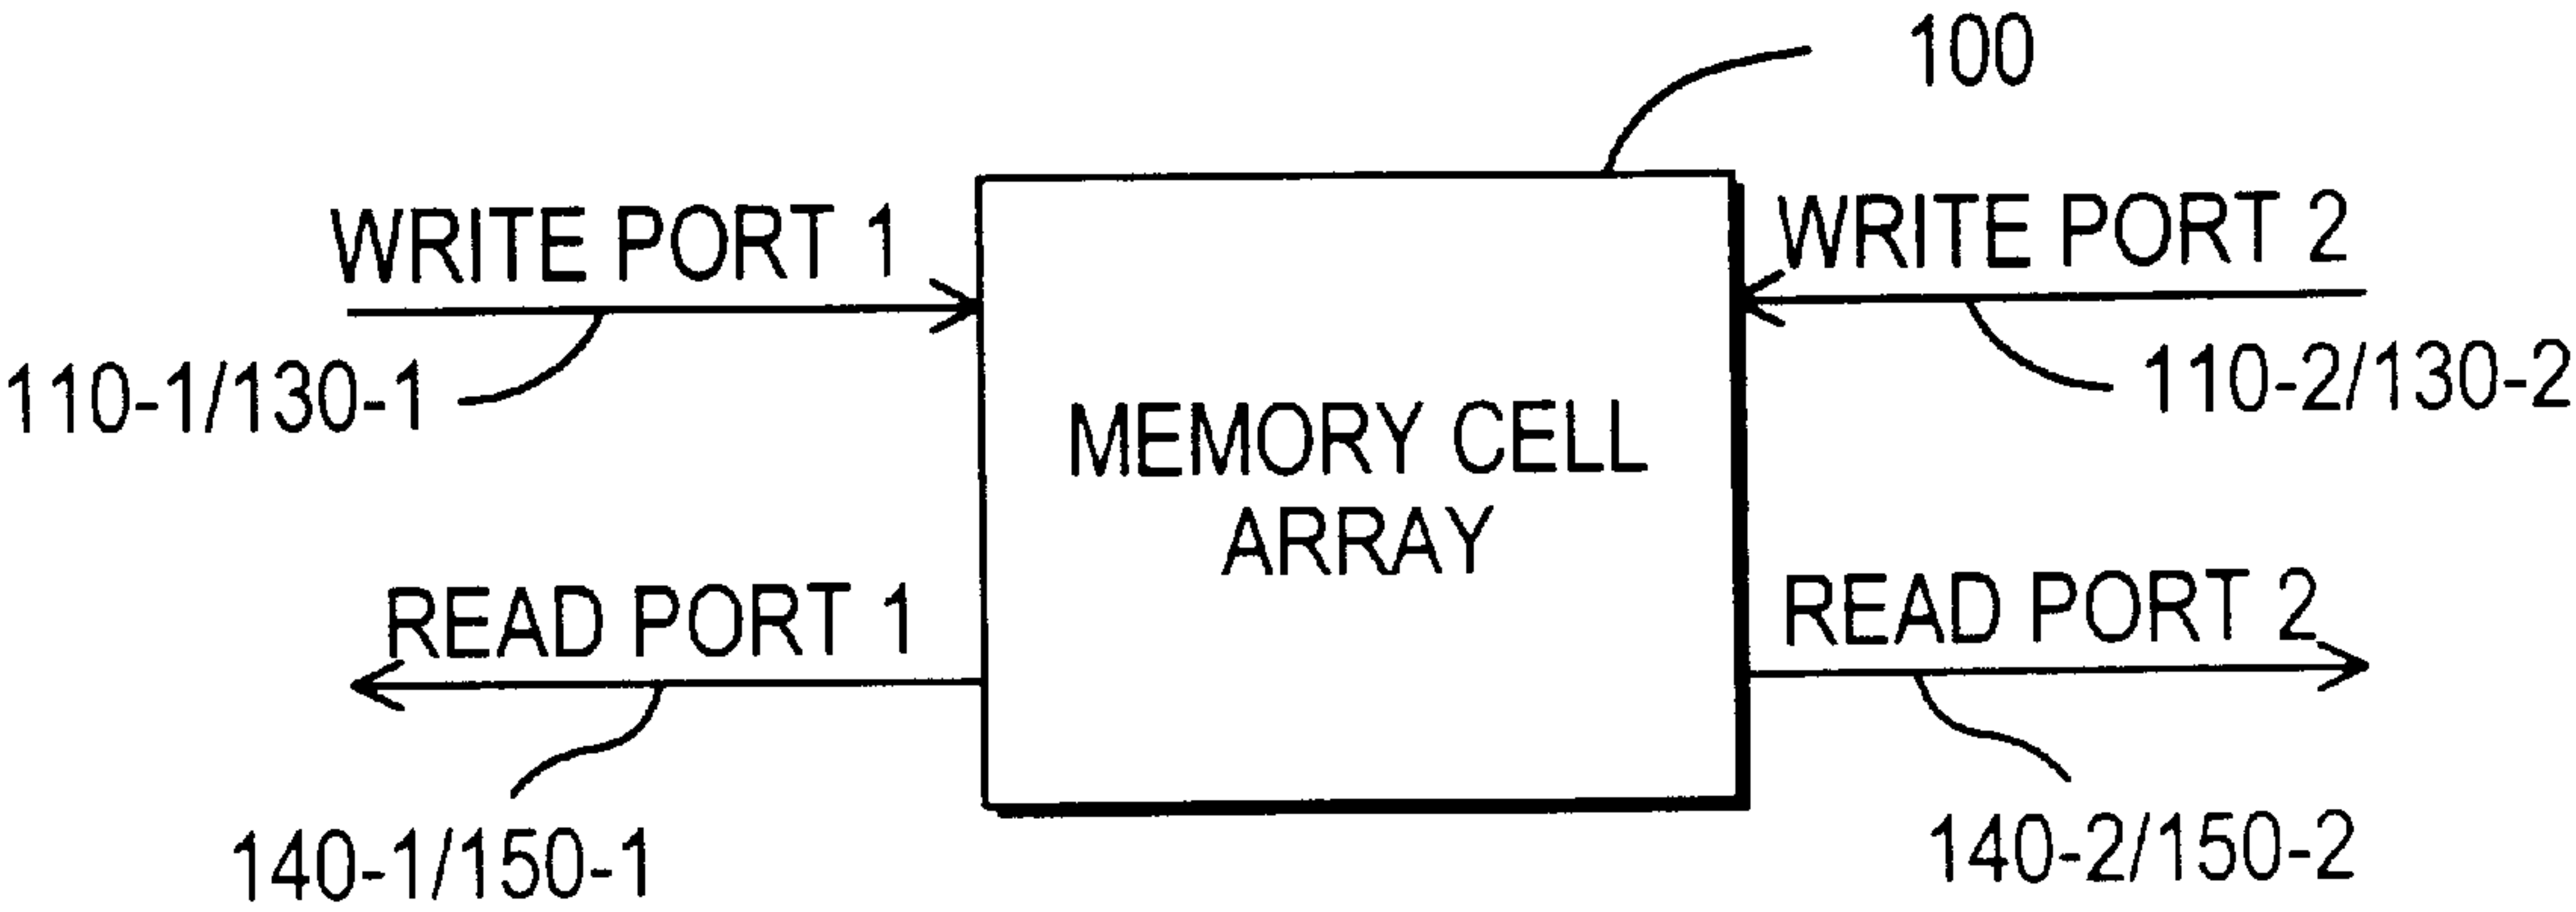 100
WRITE PORT 1
WRITE PORT 2
110-1/130-1
110-2/130-2
MEMORY CELL
ARRAY
READ PORT 1
READ PORT 2
140-1/150-1
140-2/150-2